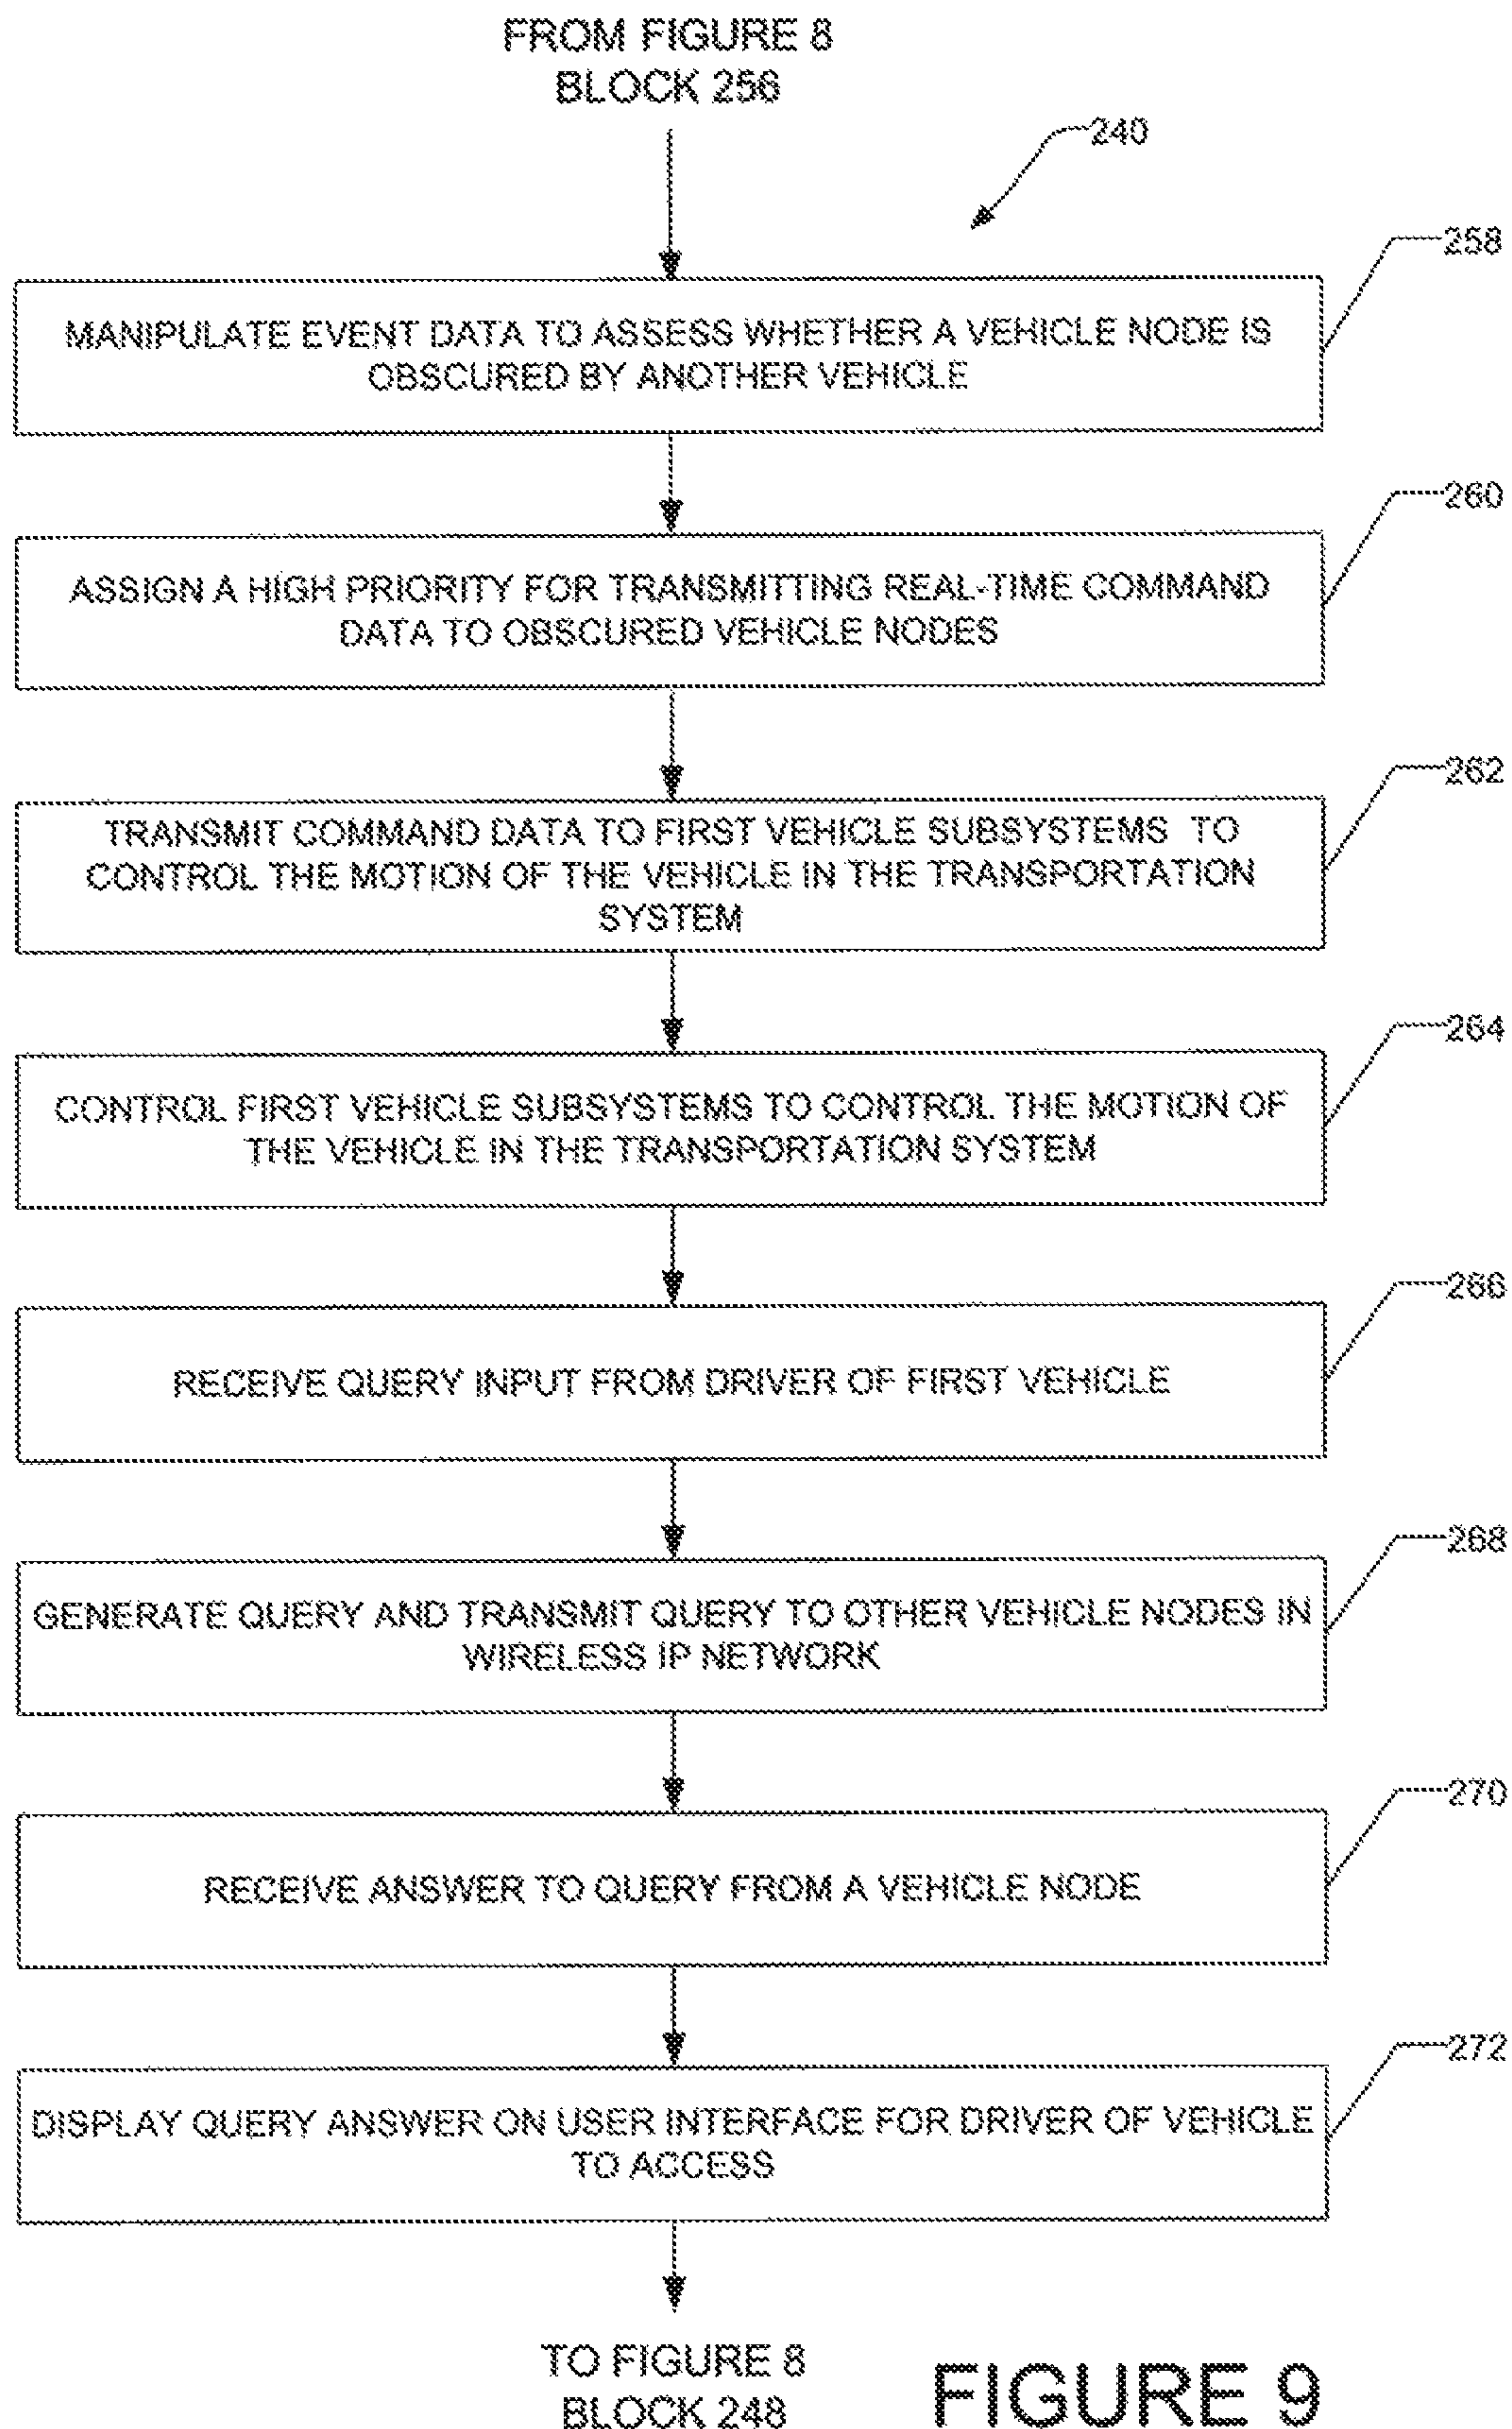 FROM FIGURE 8
BLOCK 256
240
258
MANIPULATE EVENT DATA TO ASSESS WHETHER A VEHICLE NODE IS
OBSCURED BY ANOTHER VEHICLE
260
ASSIGN A HIGH PRIORITY FOR TRANSMITTING REAL-TIME COMMAND
DATA TO OBSCURED VEHICLE NODES
262
TRANSMIT COMMAND DATA TO FIRST VEHICLE SUBSYSTEMS TO
CONTROL THE MOTION OF THE VEHICLE IN THE TRANSPORTATION
SYSTEM
264
CONTROL FIRST VEHICLE SUBSYSTEMS TO CONTROL THE MOTION OF
THE VEHICLE IN THE TRANSPORTATION SYSTEM
266
RECEIVE QUERY INPUT FROM DRIVER OF FIRST VEHICLE
268
GENERATE QUERY AND TRANSMIT QUERY TO OTHER VEHICLE NODES IN
WIRELESS IP NETWORK
270
RECEIVE ANSWER TO QUERY FROM A VEHICLE NODE
272
DISPLAY QUERY ANSWER ON USER INTERFACE FOR DRIVER OF VEHICLE
TO ACCESS
TO FIGURE 8
BLOCK 248
FIGURE 9